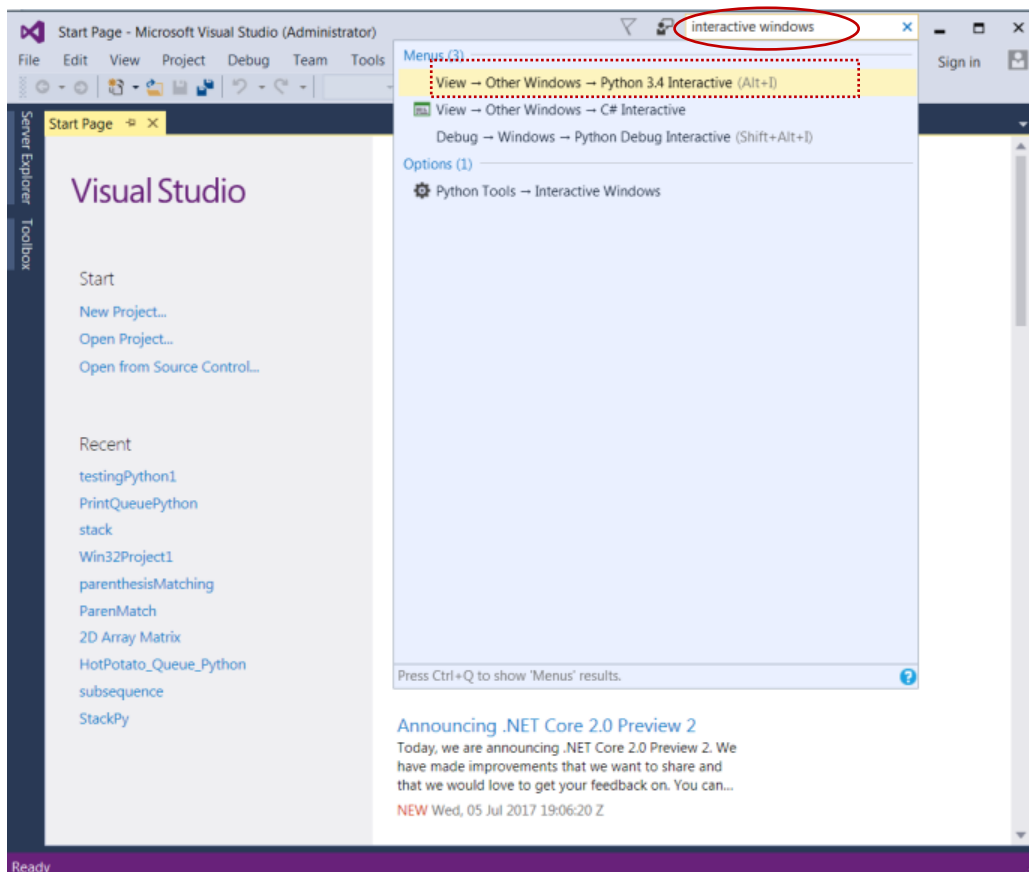 Start Page - Microsoft Visual Studio (Administrator)
interactive windows
File Edit View Project Debug Team Tools
Sign in
Menus (3)
View → Other Windows → Python 3.4 Interactive (Alt+I)
View → Other Windows → C# Interactive
Debug → Windows → Python Debug Interactive (Shift+Alt+I)
Options (1)
Python Tools → Interactive Windows
Press Ctrl+Q to show 'Menus' results.
Server Explorer
Toolbox
Start Page
Visual Studio
Start
New Project...
Open Project...
Open from Source Control...
Recent
testingPython1
PrintQueuePython
stack
Win32Project1
parenthesisMatching
ParenMatch
2D Array Matrix
HotPotato_Queue_Python
subsequence
StackPy
Announcing .NET Core 2.0 Preview 2
Today, we are announcing .NET Core 2.0 Preview 2. We
have made improvements that we want to share and
that we would love to get your feedback on. You can...
NEW Wed, 05 Jul 2017 19:06:20 Z
Ready